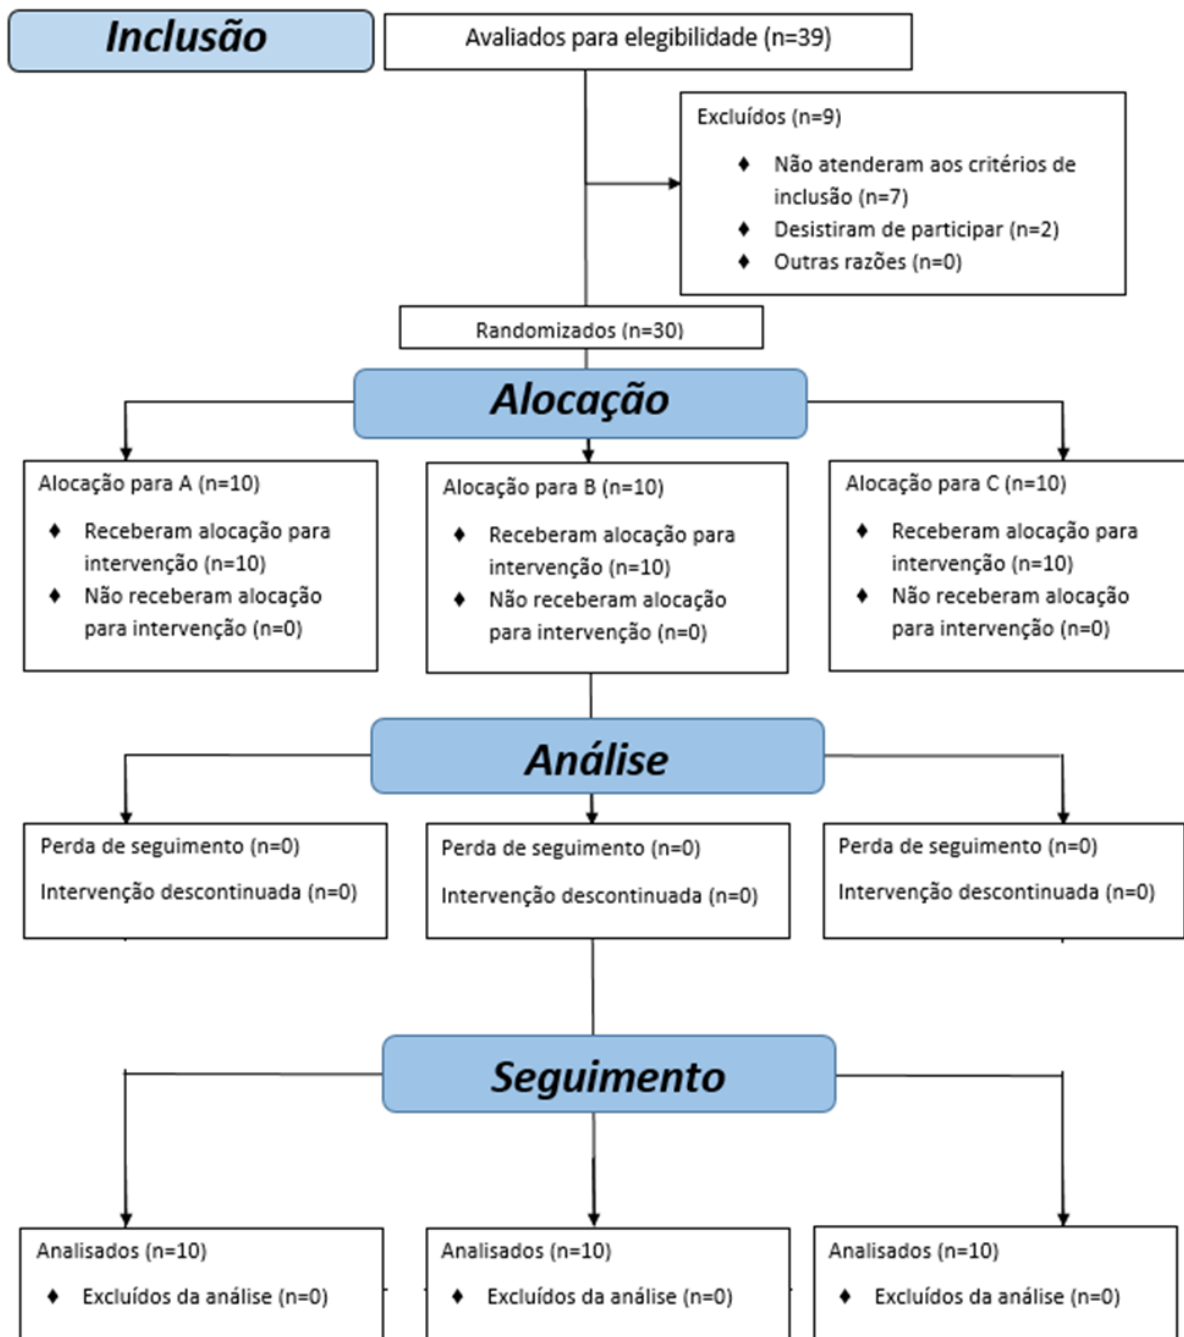 Inclusão
Avaliados para elegibilidade (n=39)
Excluídos (n=9)
♦ Não atenderam aos critérios de
inclusão (n=7)
♦ Desistiram de participar (n=2)
♦ Outras razões (n=0)
Randomizados (n=30)
Alocação
Alocação para A (n=10)
♦ Receberam alocação para
intervenção (n=10)
♦ Não receberam alocação
para intervenção (n=0)
Alocação para B (n=10)
♦ Receberam alocação para
intervenção (n=10)
♦ Não receberam alocação
para intervenção (n=0)
Alocação para C (n=10)
♦ Receberam alocação para
intervenção (n=10)
♦ Não receberam alocação
para intervenção (n=0)
Análise
Perda de seguimento (n=0)
Intervenção descontinuada (n=0)
Perda de seguimento (n=0)
Intervenção descontinuada (n=0)
Perda de seguimento (n=0)
Intervenção descontinuada (n=0)
Seguimento
Analisados (n=10)
♦ Excluídos da análise (n=0)
Analisados (n=10)
♦ Excluídos da análise (n=0)
Analisados (n=10)
♦ Excluídos da análise (n=0)